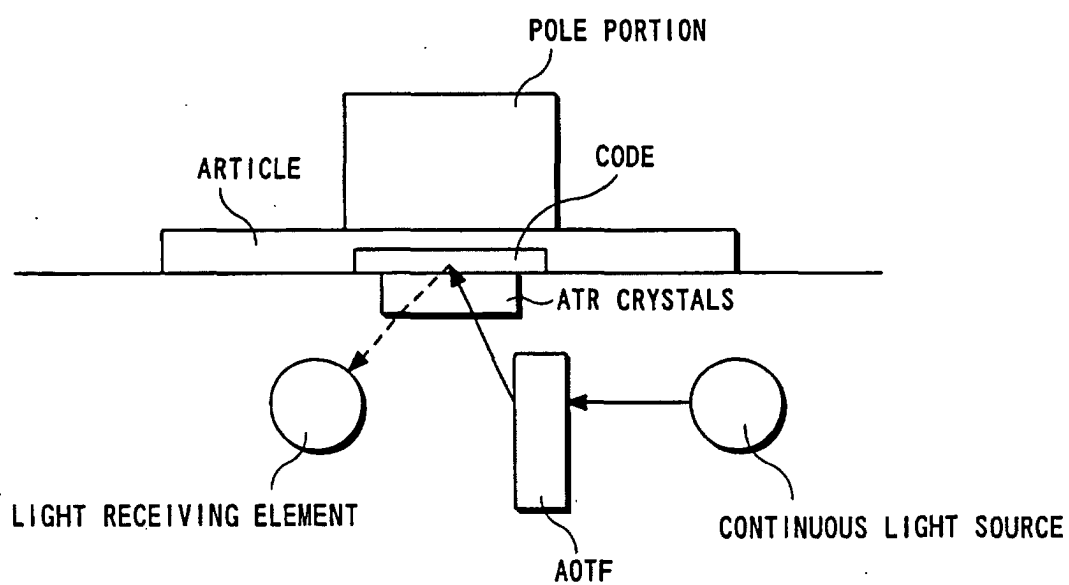 POLE PORTION
CODE
ARTICLE
ATR CRYSTALS
LIGHT RECEIVING ELEMENT
CONTINUOUS LIGHT SOURCE
AOTF